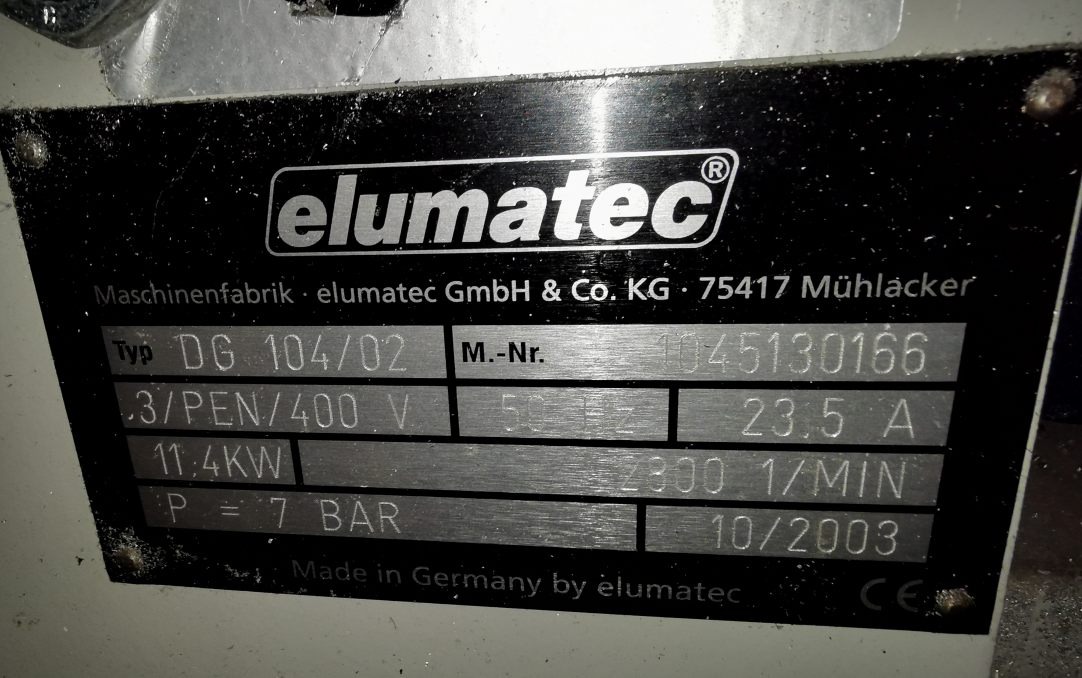 elumatec®
Maschinenfabrik · elumatec GmbH & Co. KG · 75417 Mühlacker
Typ DG 104/02 M.-Nr. 1045130166
3/PEN/400 V 50 Hz 23,5 A
11,4KW 2800 1/MIN
P = 7 BAR 10/2003
Made in Germany by elumatec CE